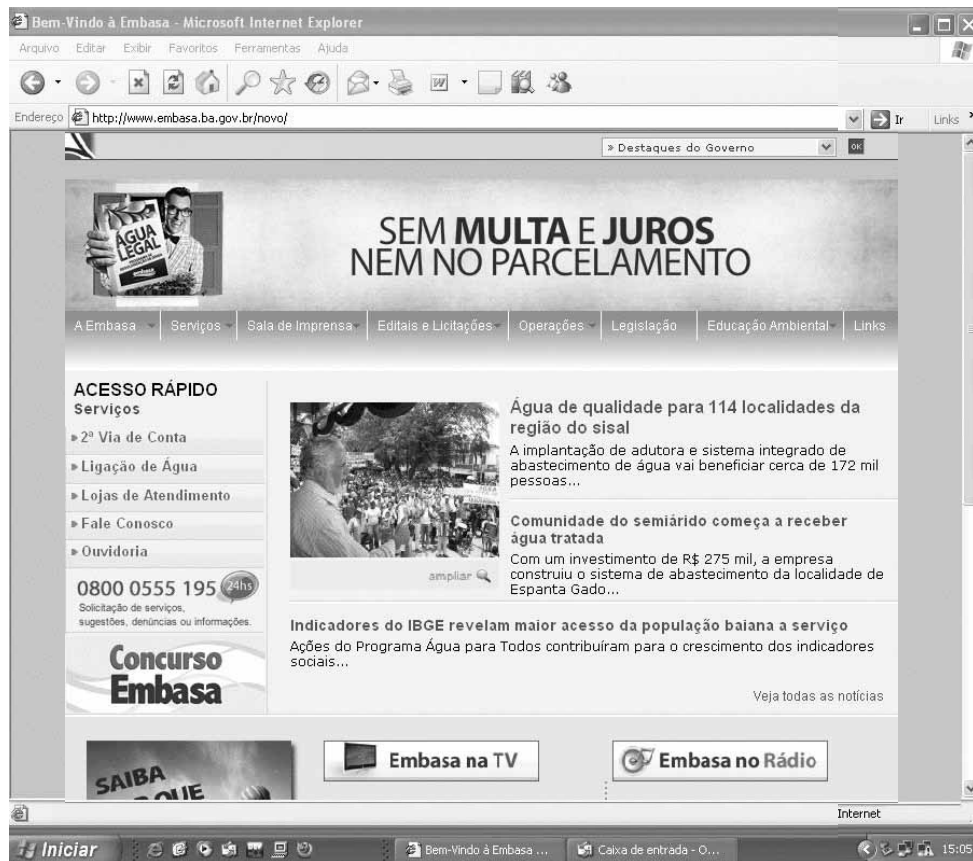 Bem-Vindo à Embasa - Microsoft Internet Explorer
Arquivo Editar Exibir Favoritos Ferramentas Ajuda
Endereço http://www.embasa.ba.gov.br/novo/ Ir Links
» Destaques do Governo OK
ÁGUA
LEGAL
embasa
SEM MULTA E JUROS
NEM NO PARCELAMENTO
A Embasa Serviços Sala de Imprensa Editais e Licitações Operações Legislação Educação Ambiental Links
ACESSO RÁPIDO
Serviços
» 2ª Via de Conta
» Ligação de Água
» Lojas de Atendimento
» Fale Conosco
» Ouvidoria
0800 0555 195 24hs
Solicitação de serviços,
sugestões, denúncias ou informações.
Concurso
Embasa
ampliar
Água de qualidade para 114 localidades da
região do sisal
A implantação de adutora e sistema integrado de
abastecimento de água vai beneficiar cerca de 172 mil
pessoas...
Comunidade do semiárido começa a receber
água tratada
Com um investimento de R$ 275 mil, a empresa
construiu o sistema de abastecimento da localidade de
Espanta Gado...
Indicadores do IBGE revelam maior acesso da população baiana a serviço
Ações do Programa Água para Todos contribuíram para o crescimento dos indicadores
sociais...
Veja todas as notícias
SAIBA
Embasa na TV
Embasa no Rádio
Internet
Iniciar Bem-Vindo à Embasa ... Caixa de entrada - O... 15:05